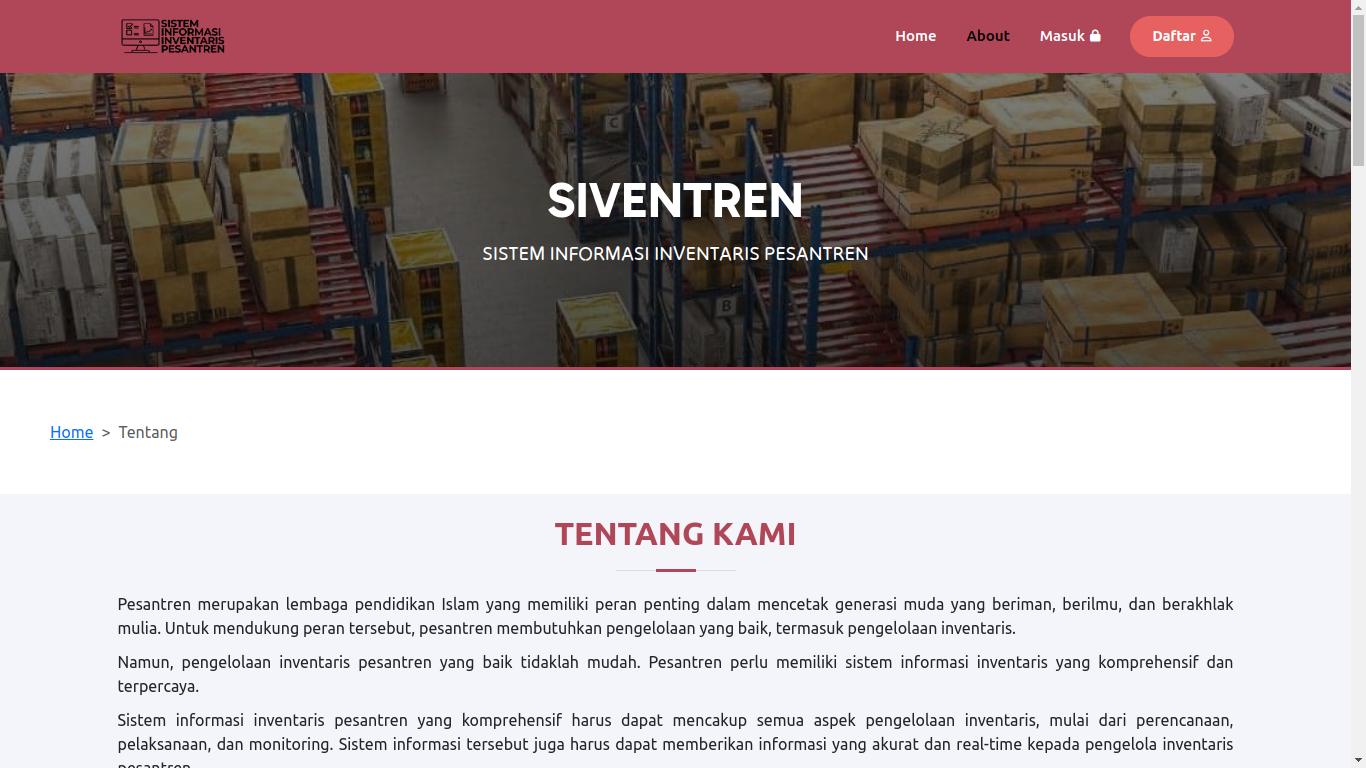 SISTEM
INFORMASI
INVENTARIS
PESANTREN
Home About Masuk Daftar
C
SIVENTREN
SISTEM INFORMASI INVENTARIS PESANTREN
B
Home > Tentang
TENTANG KAMI
Pesantren merupakan lembaga pendidikan Islam yang memiliki peran penting dalam mencetak generasi muda yang beriman, berilmu, dan berakhlak
mulia. Untuk mendukung peran tersebut, pesantren membutuhkan pengelolaan yang baik, termasuk pengelolaan inventaris.
Namun, pengelolaan inventaris pesantren yang baik tidaklah mudah. Pesantren perlu memiliki sistem informasi inventaris yang komprehensif dan
terpercaya.
Sistem informasi inventaris pesantren yang komprehensif harus dapat mencakup semua aspek pengelolaan inventaris, mulai dari perencanaan,
pelaksanaan, dan monitoring. Sistem informasi tersebut juga harus dapat memberikan informasi yang akurat dan real-time kepada pengelola inventaris
pesantren.